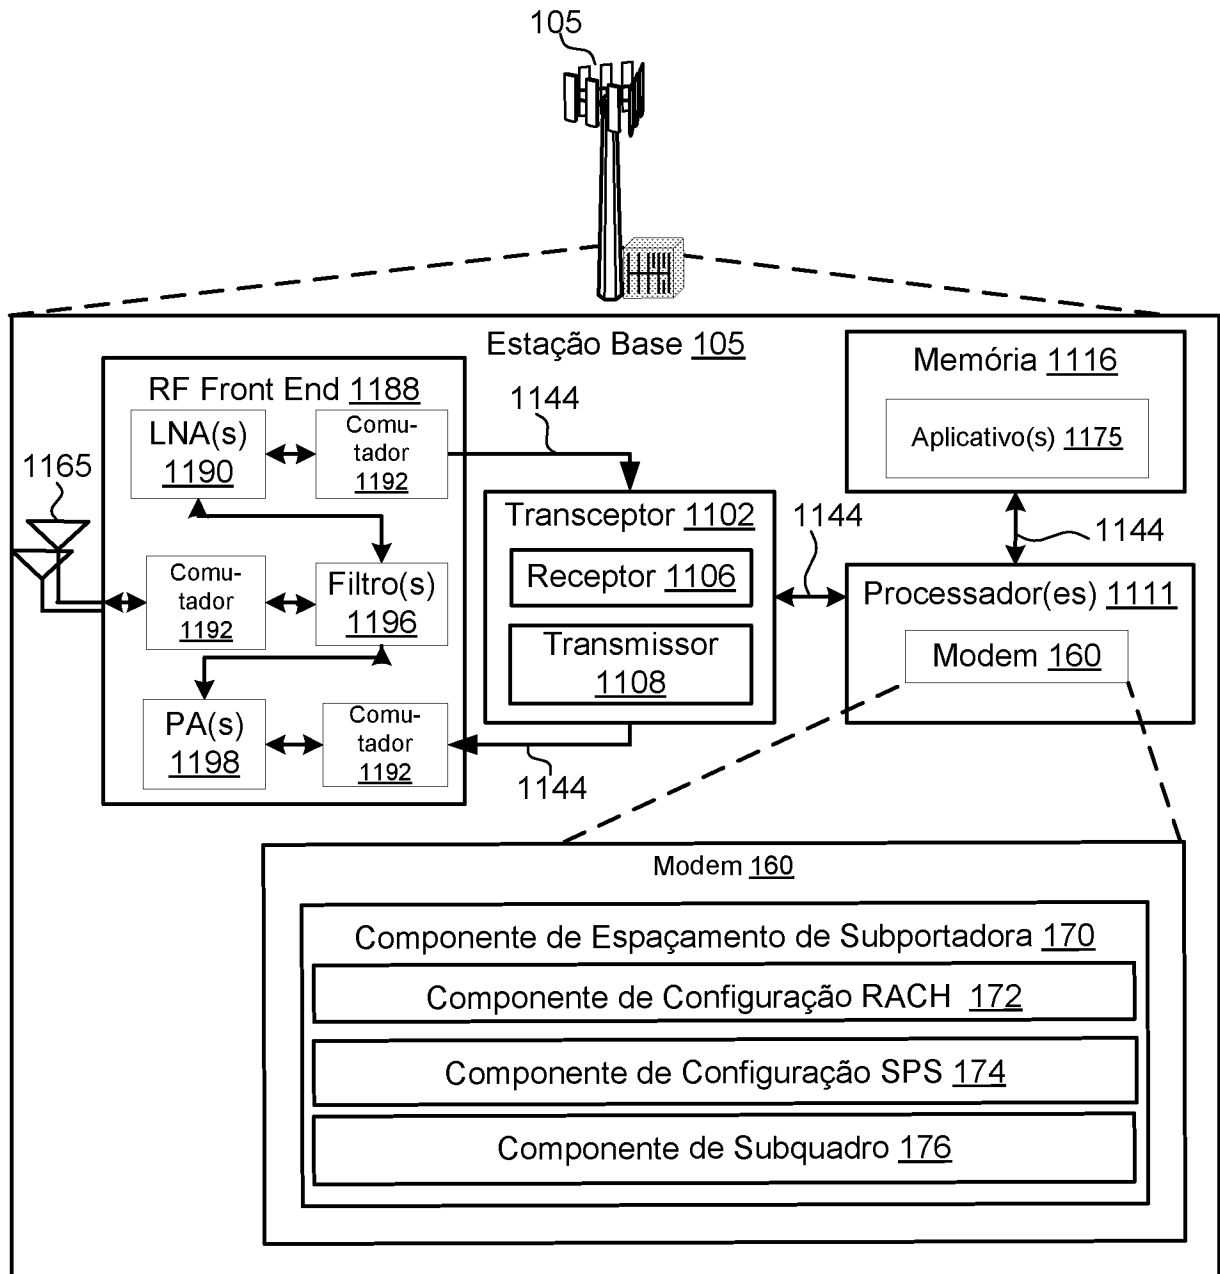 105
Estação Base 105
RF Front End 1188
LNA(s)
1190
Comu-
tador
1192
1144
1165
Comu-
tador
1192
Filtro(s)
1196
PA(s)
1198
Comu-
tador
1192
1144
Transceptor 1102
Receptor 1106
Transmissor
1108
1144
Memória 1116
Aplicativo(s) 1175
1144
Processador(es) 1111
Modem 160
Modem 160
Componente de Espaçamento de Subportadora 170
Componente de Configuração RACH 172
Componente de Configuração SPS 174
Componente de Subquadro 176